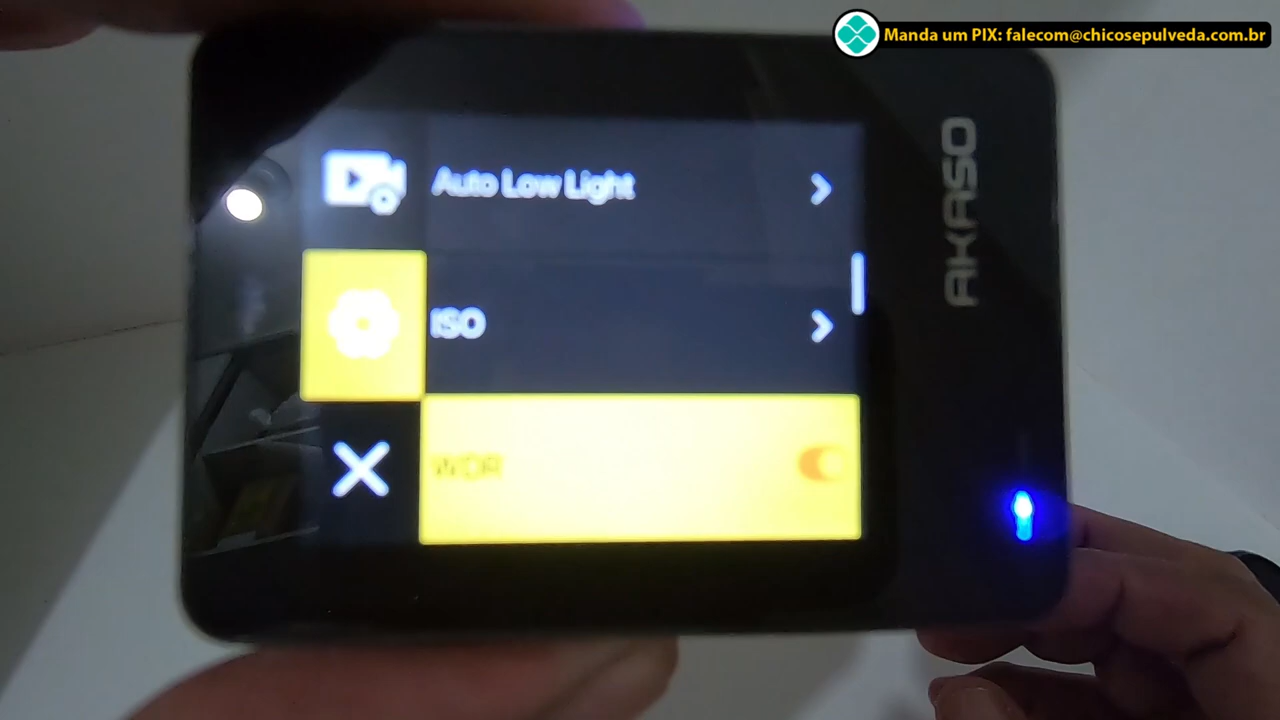 Manda um PIX: falecom@chicosepulveda.com.br
Auto Low Light
ISO
WDR
AKASO